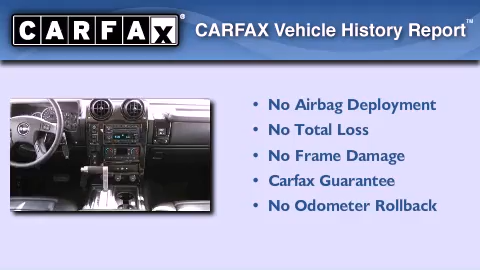 CARFAX CARFAX Vehicle History Report™
• No Airbag Deployment
• No Total Loss
• No Frame Damage
• Carfax Guarantee
• No Odometer Rollback